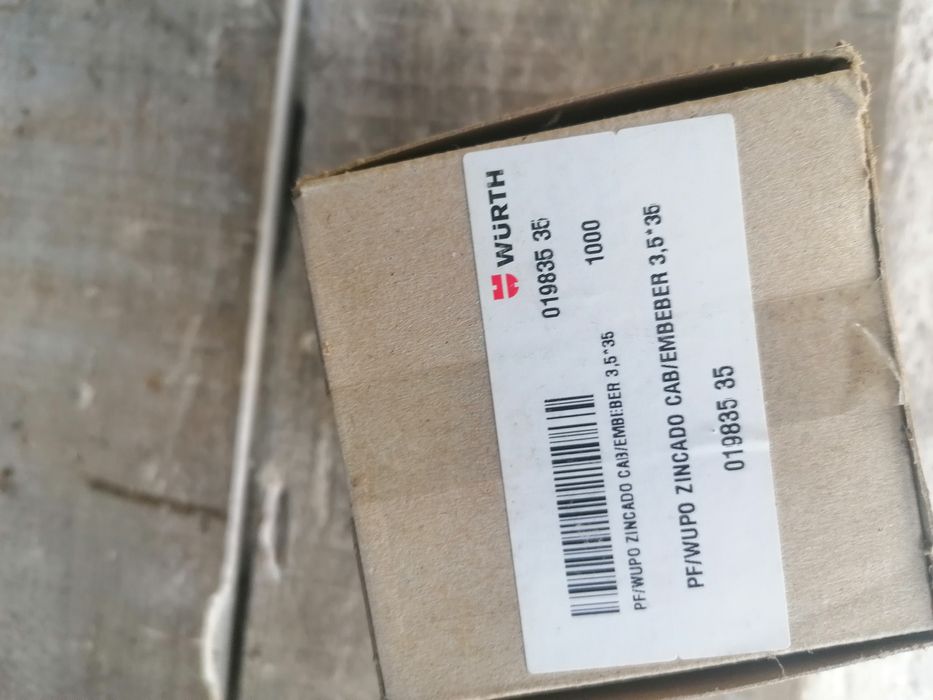 WÜRTH
019835 35
1000
PF/WUPO ZINCADO CAB/EMBEBER 3,5*35
PF/WUPO ZINCADO CAB/EMBEBER 3,5*35
019835 35